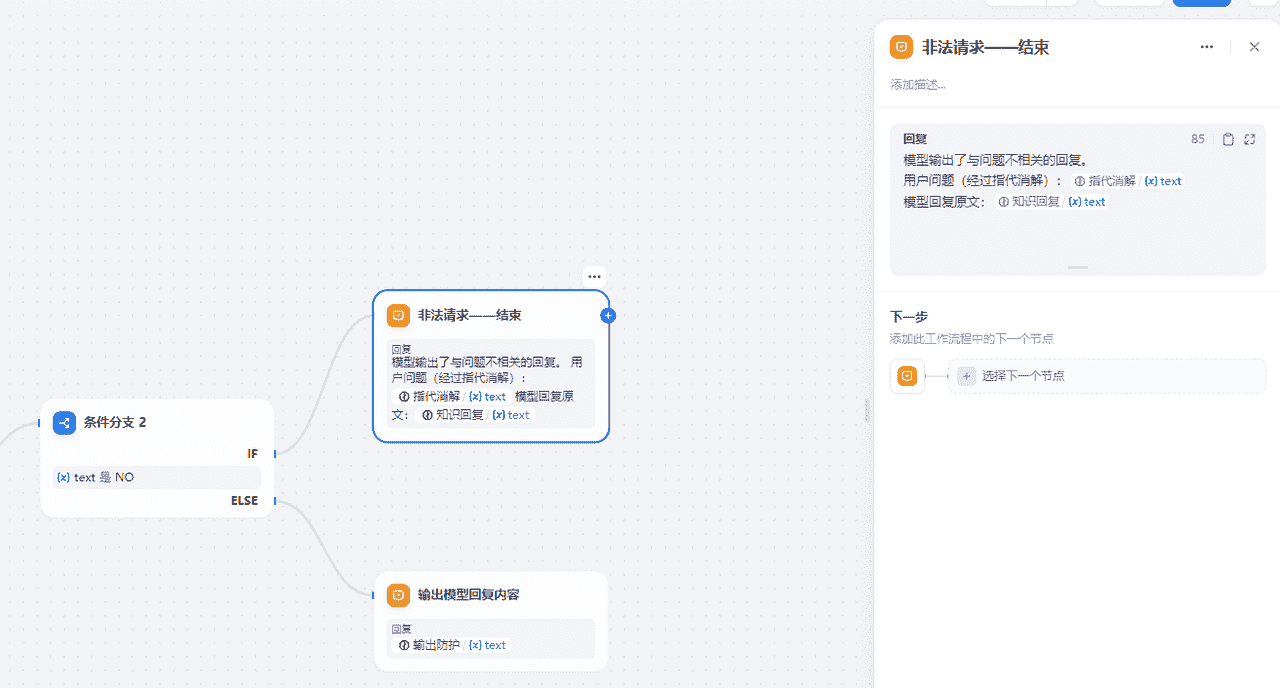 条件分支 2
IF
{x} text 是 NO
ELSE
非法请求——结束
回复
模型输出了与问题不相关的回复。 用
户问题（经过指代消解）：
指代消解 / {x} text 模型回复原
文： 知识回复 / {x} text
输出模型回复内容
回复
输出防护 / {x} text
非法请求——结束
添加描述...
回复 85
模型输出了与问题不相关的回复。
用户问题（经过指代消解）： 指代消解 / {x} text
模型回复原文： 知识回复 / {x} text
下一步
添加此工作流程中的下一个节点
选择下一个节点